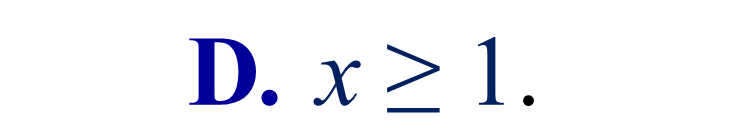 D. x ≥ 1.